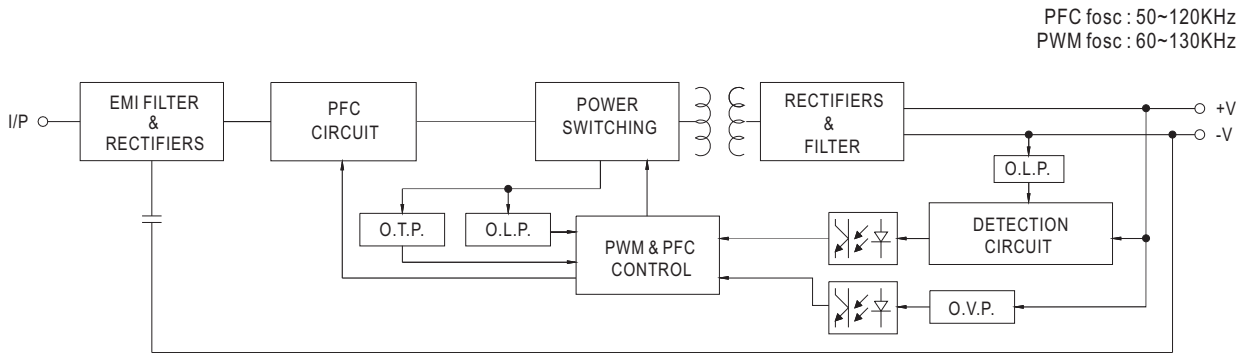 PFC fosc : 50~120KHz
PWM fosc : 60~130KHz
I/P
EMI FILTER
&
RECTIFIERS
PFC
CIRCUIT
POWER
SWITCHING
RECTIFIERS
&
FILTER
+V
-V
O.L.P.
O.T.P.
O.L.P.
PWM & PFC
CONTROL
DETECTION
CIRCUIT
O.V.P.